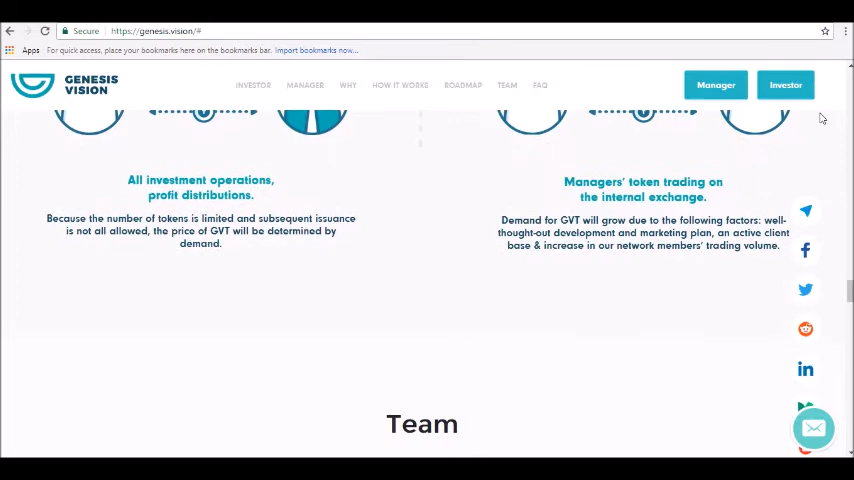 Secure
https://genesis.vision/#
Apps
For quick access, place your bookmarks here on the bookmarks bar. Import bookmarks now...
GENESIS
VISION
INVESTOR
MANAGER
WHY
HOW IT WORKS
ROADMAP
TEAM
FAQ
Manager
Investor
All investment operations,
profit distributions.
Because the number of tokens is limited and subsequent issuance
is not all allowed, the price of GVT will be determined by
demand.
Managers' token trading on
the internal exchange.
Demand for GVT will grow due to the following factors: well-
thought-out development and marketing plan, an active client
base & increase in our network members' trading volume.
in
Team